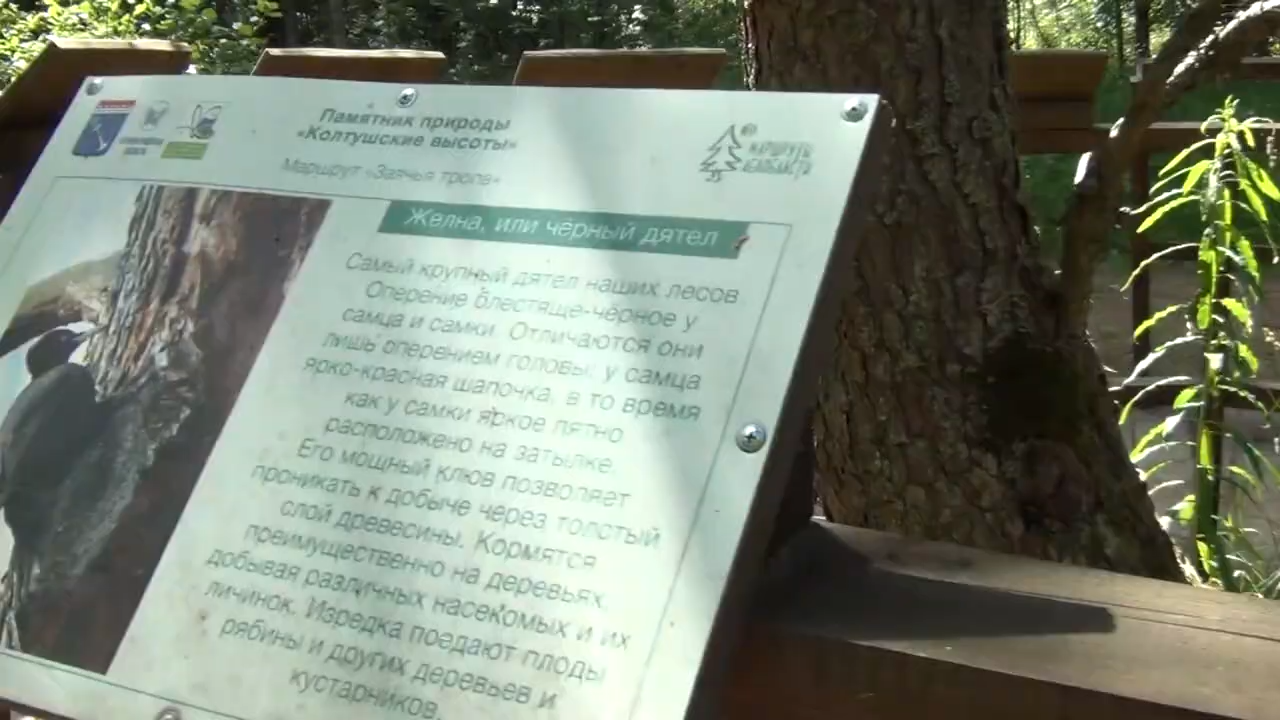 Памятник природы
«Колтушские высоты»
Маршрут «Заячья тропа»
МАРШРУТЫ
ЛЕНОБЛАСТИ
Желна, или чёрный дятел
Самый крупный дятел наших лесов.
Оперение блестяще-чёрное у
самца и самки. Отличаются они
лишь оперением головы: у самца
ярко-красная шапочка, в то время
как у самки яркое пятно
расположено на затылке.
Его мощный клюв позволяет
проникать к добыче через толстый
слой древесины. Кормятся
преимущественно на деревьях,
добывая различных насекомых и их
личинок. Изредка поедают плоды
рябины и других деревьев и
кустарников.